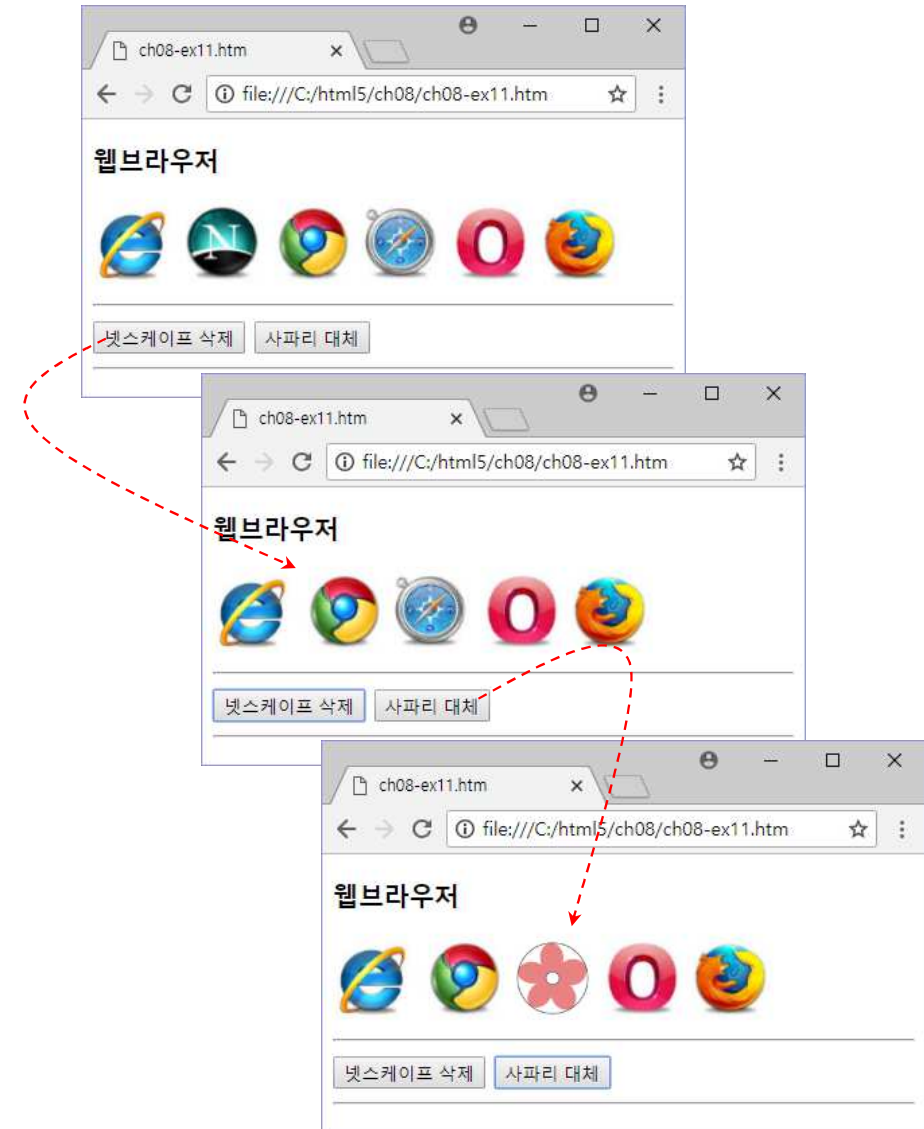 ch08-ex11.htm
file:///C:/html5/ch08/ch08-ex11.htm
웹브라우저
N
O
넷스케이프 삭제 사파리 대체
ch08-ex11.htm
file:///C:/html5/ch08/ch08-ex11.htm
웹브라우저
O
넷스케이프 삭제 사파리 대체
ch08-ex11.htm
file:///C:/html5/ch08/ch08-ex11.htm
웹브라우저
O
넷스케이프 삭제 사파리 대체